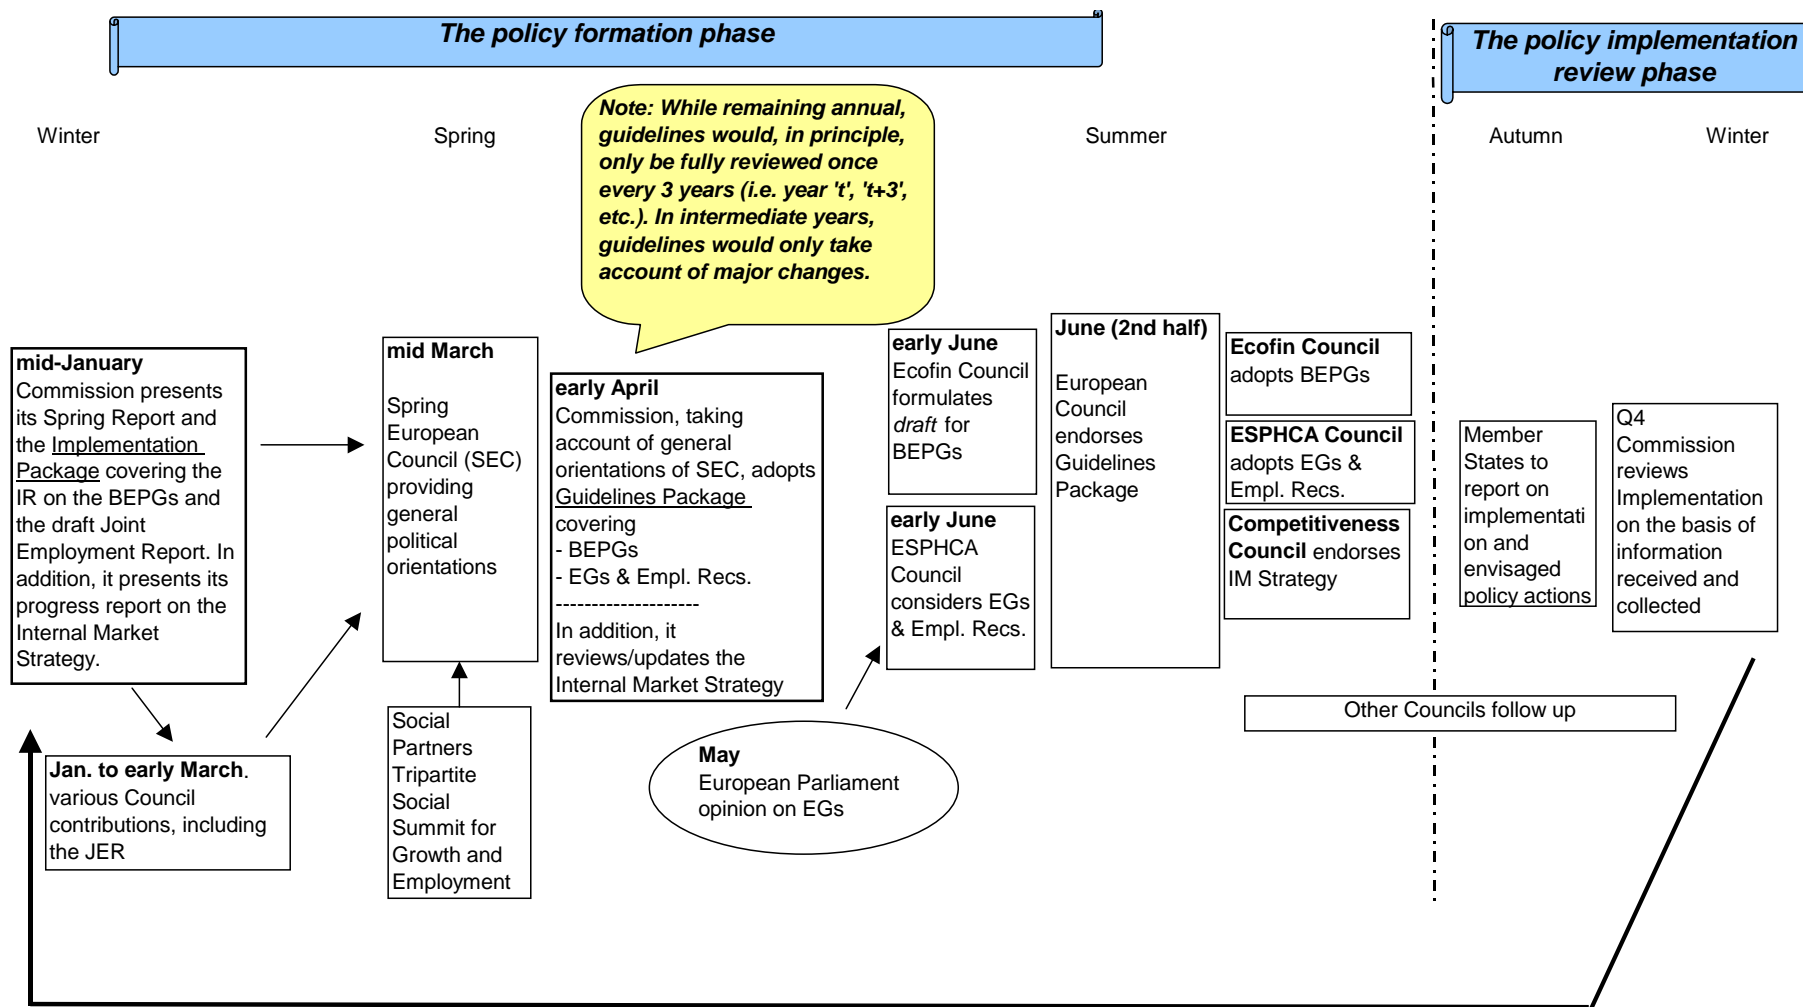 The policy formation phase
The policy implementation
review phase
Winter
Spring
Summer
Autumn
Winter
Note: While remaining annual,
guidelines would, in principle,
only be fully reviewed once
every 3 years (i.e. year 't', 't+3',
etc.). In intermediate years,
guidelines would only take
account of major changes.
mid-January
Commission presents
its Spring Report and
the Implementation
Package covering the
IR on the BEPGs and
the draft Joint
Employment Report. In
addition, it presents its
progress report on the
Internal Market
Strategy.
Jan. to early March.
various Council
contributions, including
the JER
mid March
Spring
European
Council (SEC)
providing
general
political
orientations
Social
Partners
Tripartite
Social
Summit for
Growth and
Employment
early April
Commission, taking
account of general
orientations of SEC, adopts
Guidelines Package
covering
- BEPGs
- EGs & Empl. Recs.
--------------------
In addition, it
reviews/updates the
Internal Market Strategy
May
European Parliament
opinion on EGs
early June
Ecofin Council
formulates
draft for
BEPGs
early June
ESPHCA
Council
considers EGs
& Empl. Recs.
June (2nd half)
European
Council
endorses
Guidelines
Package
Ecofin Council
adopts BEPGs
ESPHCA Council
adopts EGs &
Empl. Recs.
Competitiveness
Council endorses
IM Strategy
Other Councils follow up
Member
States to
report on
implementati
on and
envisaged
policy actions
Q4
Commission
reviews
Implementation
on the basis of
information
received and
collected